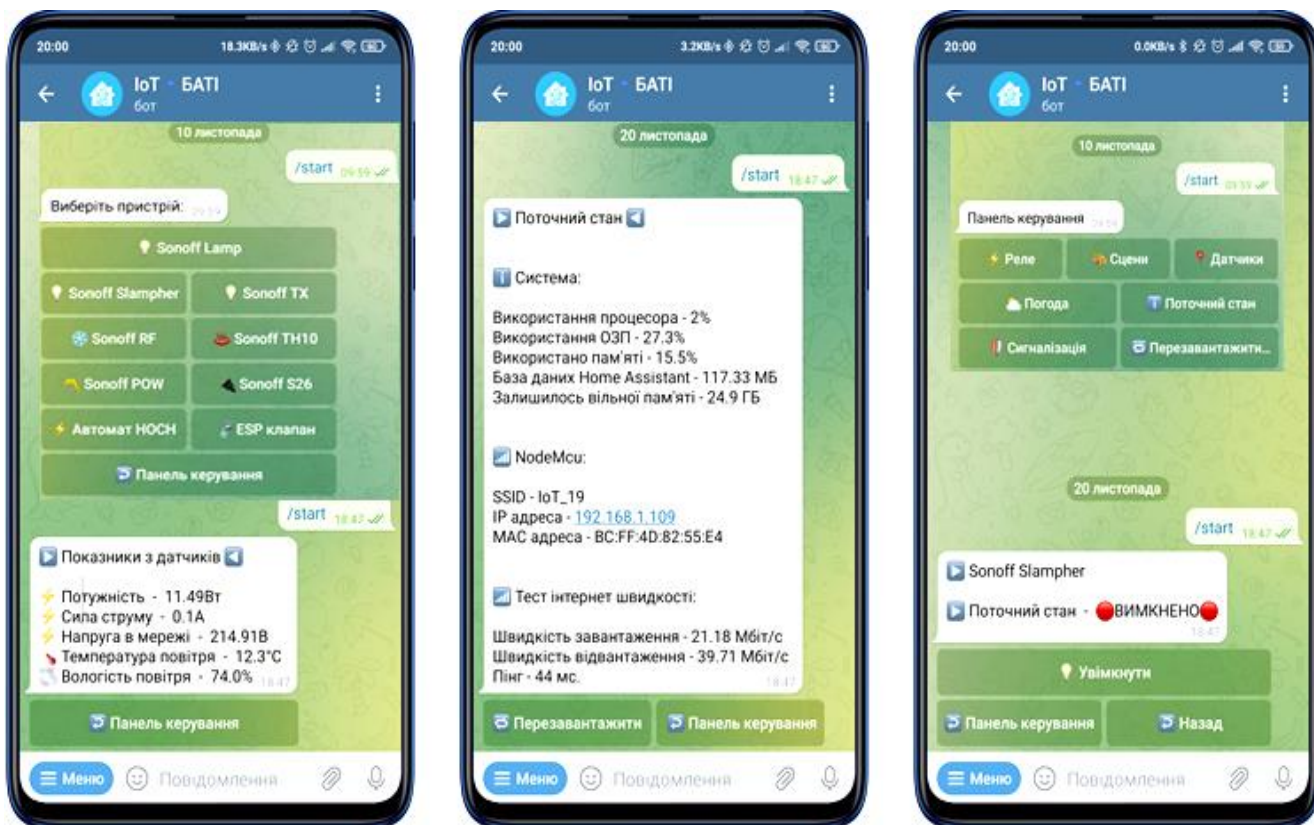 20:00
18.3KB/s
IoT - БАТІ
бот
10 листопада
/start 09:59
Виберіть пристрій:
Sonoff Lamp
Sonoff Slampher
Sonoff TX
Sonoff RF
Sonoff TH10
Sonoff POW
Sonoff S26
Автомат НОСН
ESP клапан
Панель керування
/start 18:47
Показники з датчиків
Потужність - 11.49Вт
Сила струму - 0.1А
Напруга в мережі - 214.91В
Температура повітря - 12.3°C
Вологість повітря - 74.0% 18:47
Панель керування
Меню
Повідомлення
20:00
3.2KB/s
IoT - БАТІ
бот
20 листопада
/start 18:47
Поточний стан
Система:
Використання процесора - 2%
Використання ОЗП - 27.3%
Використано пам'яті - 15.5%
База даних Home Assistant - 117.33 МБ
Залишилось вільної пам'яті - 24.9 ГБ
NodeMcu:
SSID - IoT_19
IP адреса - 192.168.1.109
MAC адреса - BC:FF:4D:82:55:E4
Тест інтернет швидкості:
Швидкість завантаження - 21.18 Мбіт/с
Швидкість відвантаження - 39.71 Мбіт/с
Пінг - 44 мс. 18:47
Перезавантажити
Панель керування
Меню
Повідомлення
20:00
0.0KB/s
IoT - БАТІ
бот
10 листопада
/start 09:59
Панель керування
Реле
Сцени
Датчики
Погода
Поточний стан
Сигналізація
Перезавантажити...
20 листопада
/start 18:47
Sonoff Slampher
Поточний стан - ВИМКНЕНО
18:47
Увімкнути
Панель керування
Назад
Меню
Повідомлення